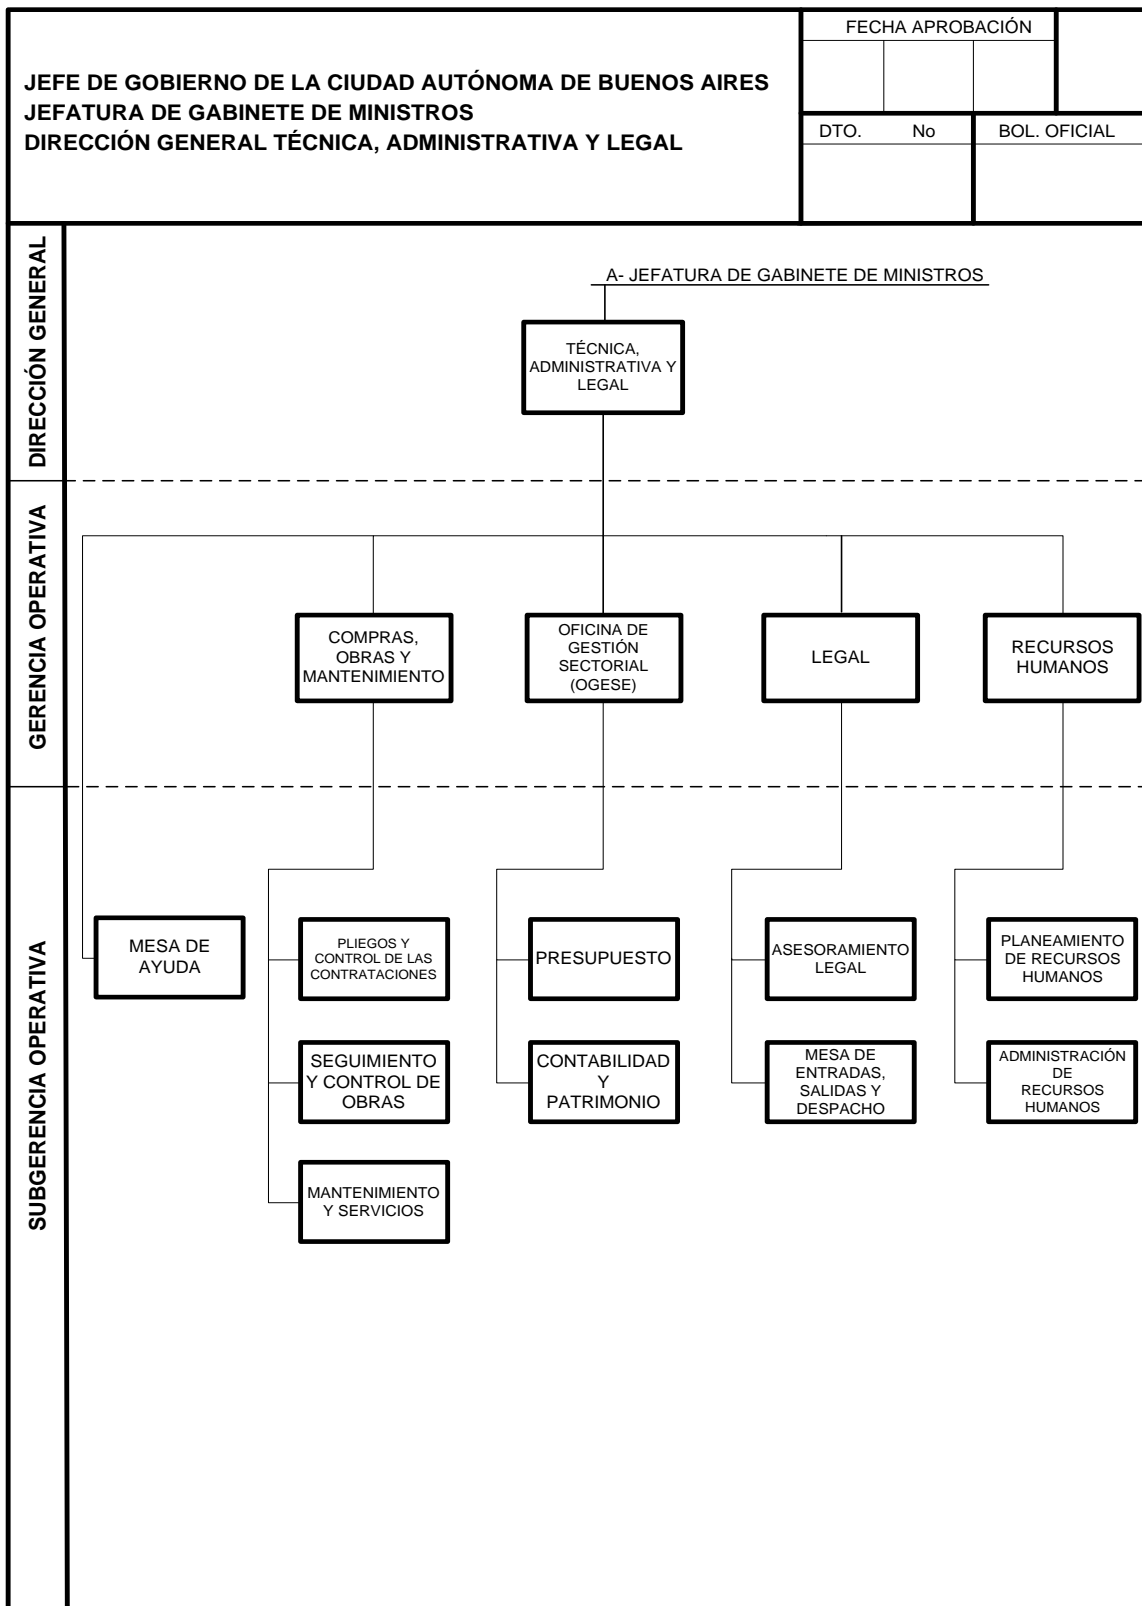 JEFE DE GOBIERNO DE LA CIUDAD AUTÓNOMA DE BUENOS AIRES
JEFATURA DE GABINETE DE MINISTROS
DIRECCIÓN GENERAL TÉCNICA, ADMINISTRATIVA Y LEGAL
FECHA APROBACIÓN
DTO. No
BOL. OFICIAL
DIRECCIÓN GENERAL
A- JEFATURA DE GABINETE DE MINISTROS
TÉCNICA,
ADMINISTRATIVA Y
LEGAL
GERENCIA OPERATIVA
COMPRAS,
OBRAS Y
MANTENIMIENTO
OFICINA DE
GESTIÓN
SECTORIAL
(OGESE)
LEGAL
RECURSOS
HUMANOS
SUBGERENCIA OPERATIVA
MESA DE
AYUDA
PLIEGOS Y
CONTROL DE LAS
CONTRATACIONES
PRESUPUESTO
ASESORAMIENTO
LEGAL
PLANEAMIENTO
DE RECURSOS
HUMANOS
SEGUIMIENTO
Y CONTROL DE
OBRAS
CONTABILIDAD
Y
PATRIMONIO
MESA DE
ENTRADAS,
SALIDAS Y
DESPACHO
ADMINISTRACIÓN
DE
RECURSOS
HUMANOS
MANTENIMIENTO
Y SERVICIOS